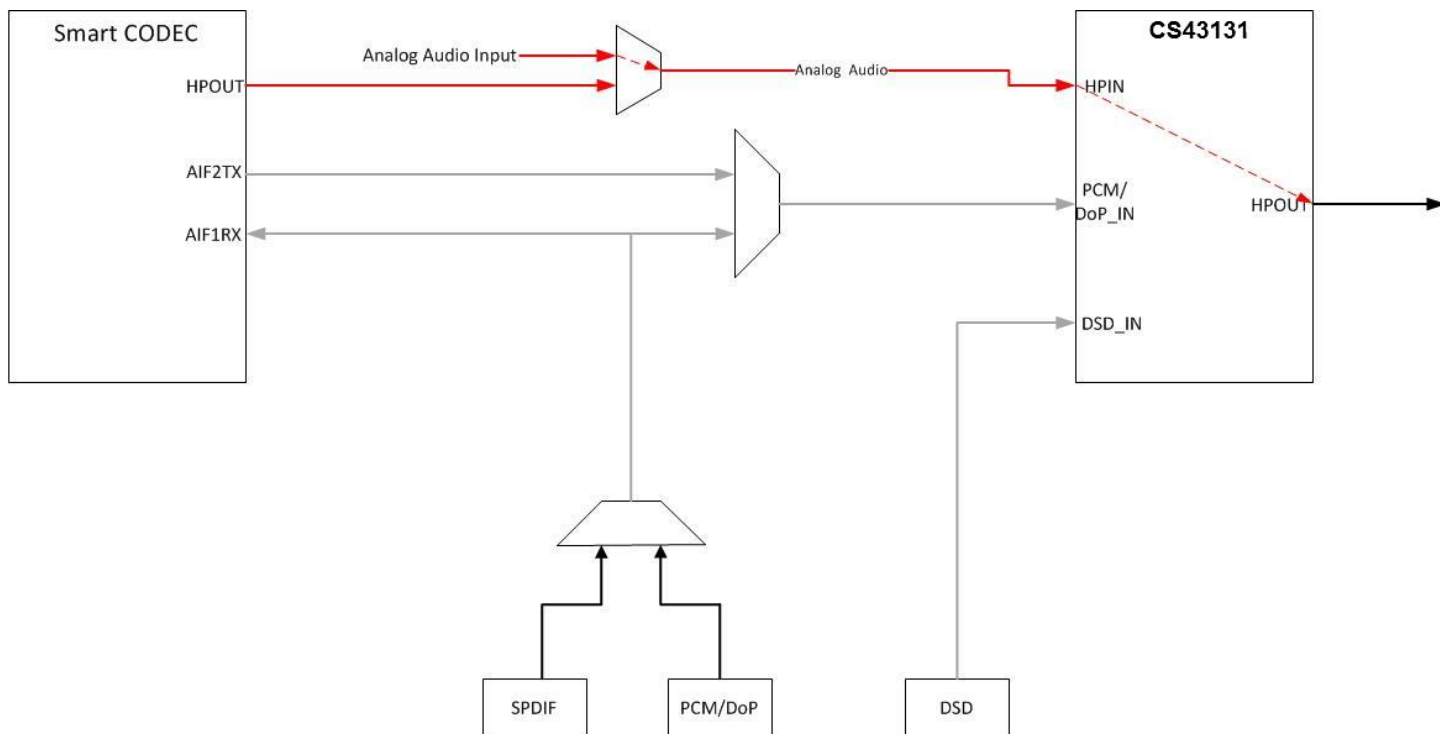 Smart CODEC
CS43131
Analog Audio Input
Analog Audio
HPOUT
HPIN
AIF2TX
PCM/
DoP_IN
HPOUT
AIF1RX
DSD_IN
SPDIF
PCM/DoP
DSD